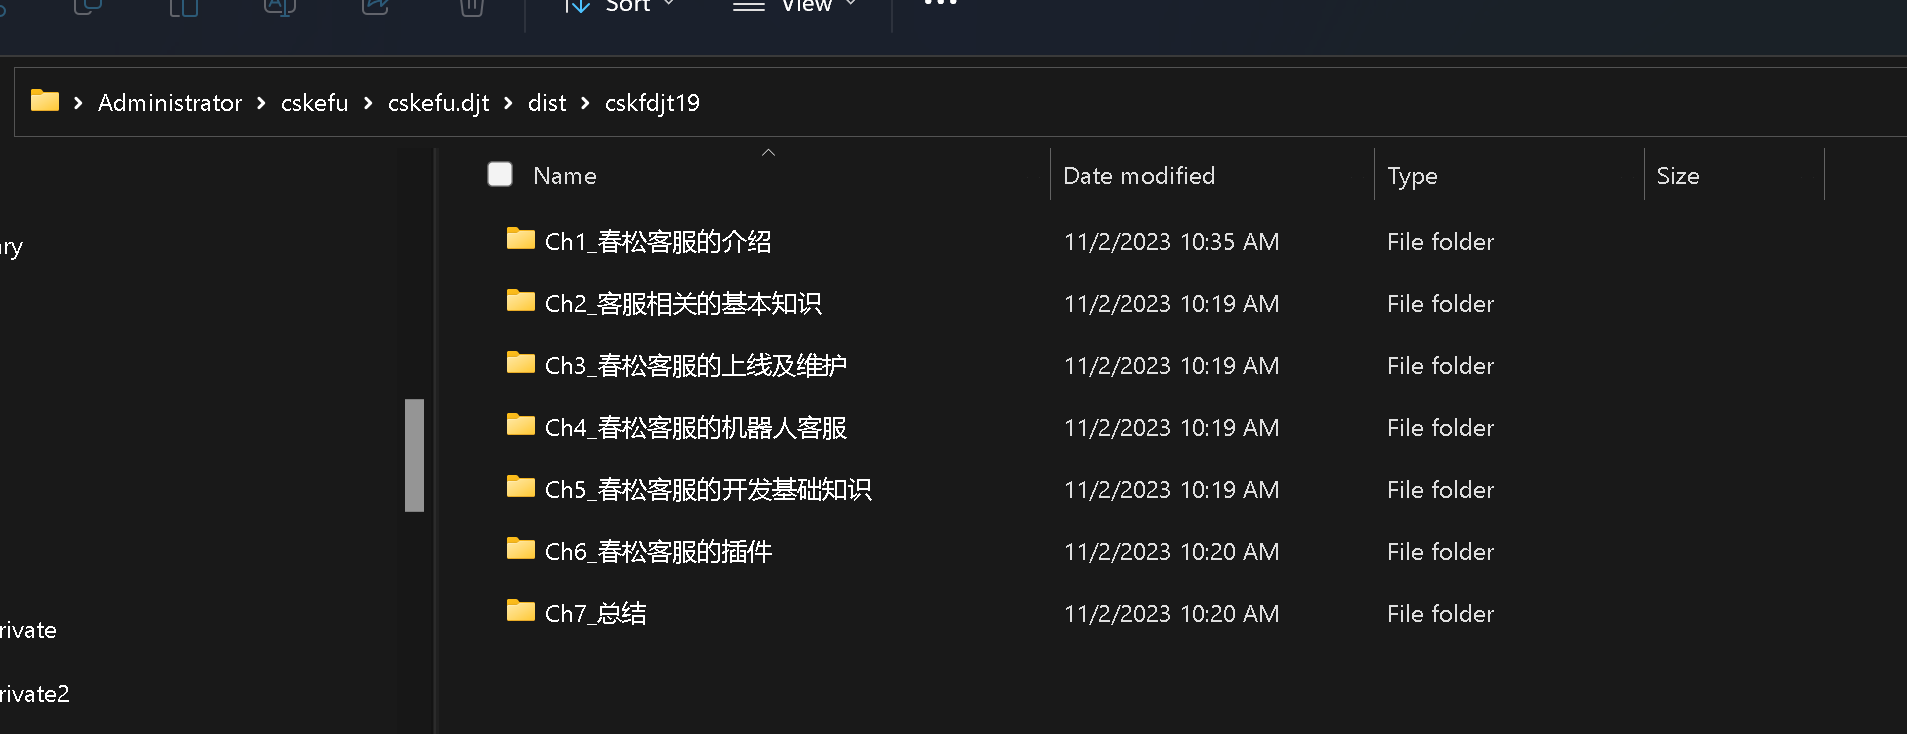 Sort View
Administrator cskefu cskefu.djt dist cskfdjt19
Name Date modified Type Size
Ch1_春松客服的介绍 11/2/2023 10:35 AM File folder
Ch2_客服相关的基本知识 11/2/2023 10:19 AM File folder
Ch3_春松客服的上线及维护 11/2/2023 10:19 AM File folder
Ch4_春松客服的机器人客服 11/2/2023 10:19 AM File folder
Ch5_春松客服的开发基础知识 11/2/2023 10:19 AM File folder
Ch6_春松客服的插件 11/2/2023 10:20 AM File folder
Ch7_总结 11/2/2023 10:20 AM File folder
ry
rivate
rivate2